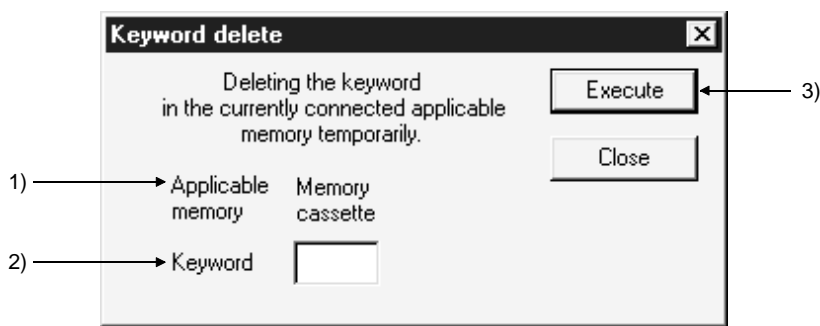 Keyword delete
Deleting the keyword
in the currently connected applicable
memory temporarily.
Execute
3)
Close
1)
Applicable
memory
Memory
cassette
2)
Keyword